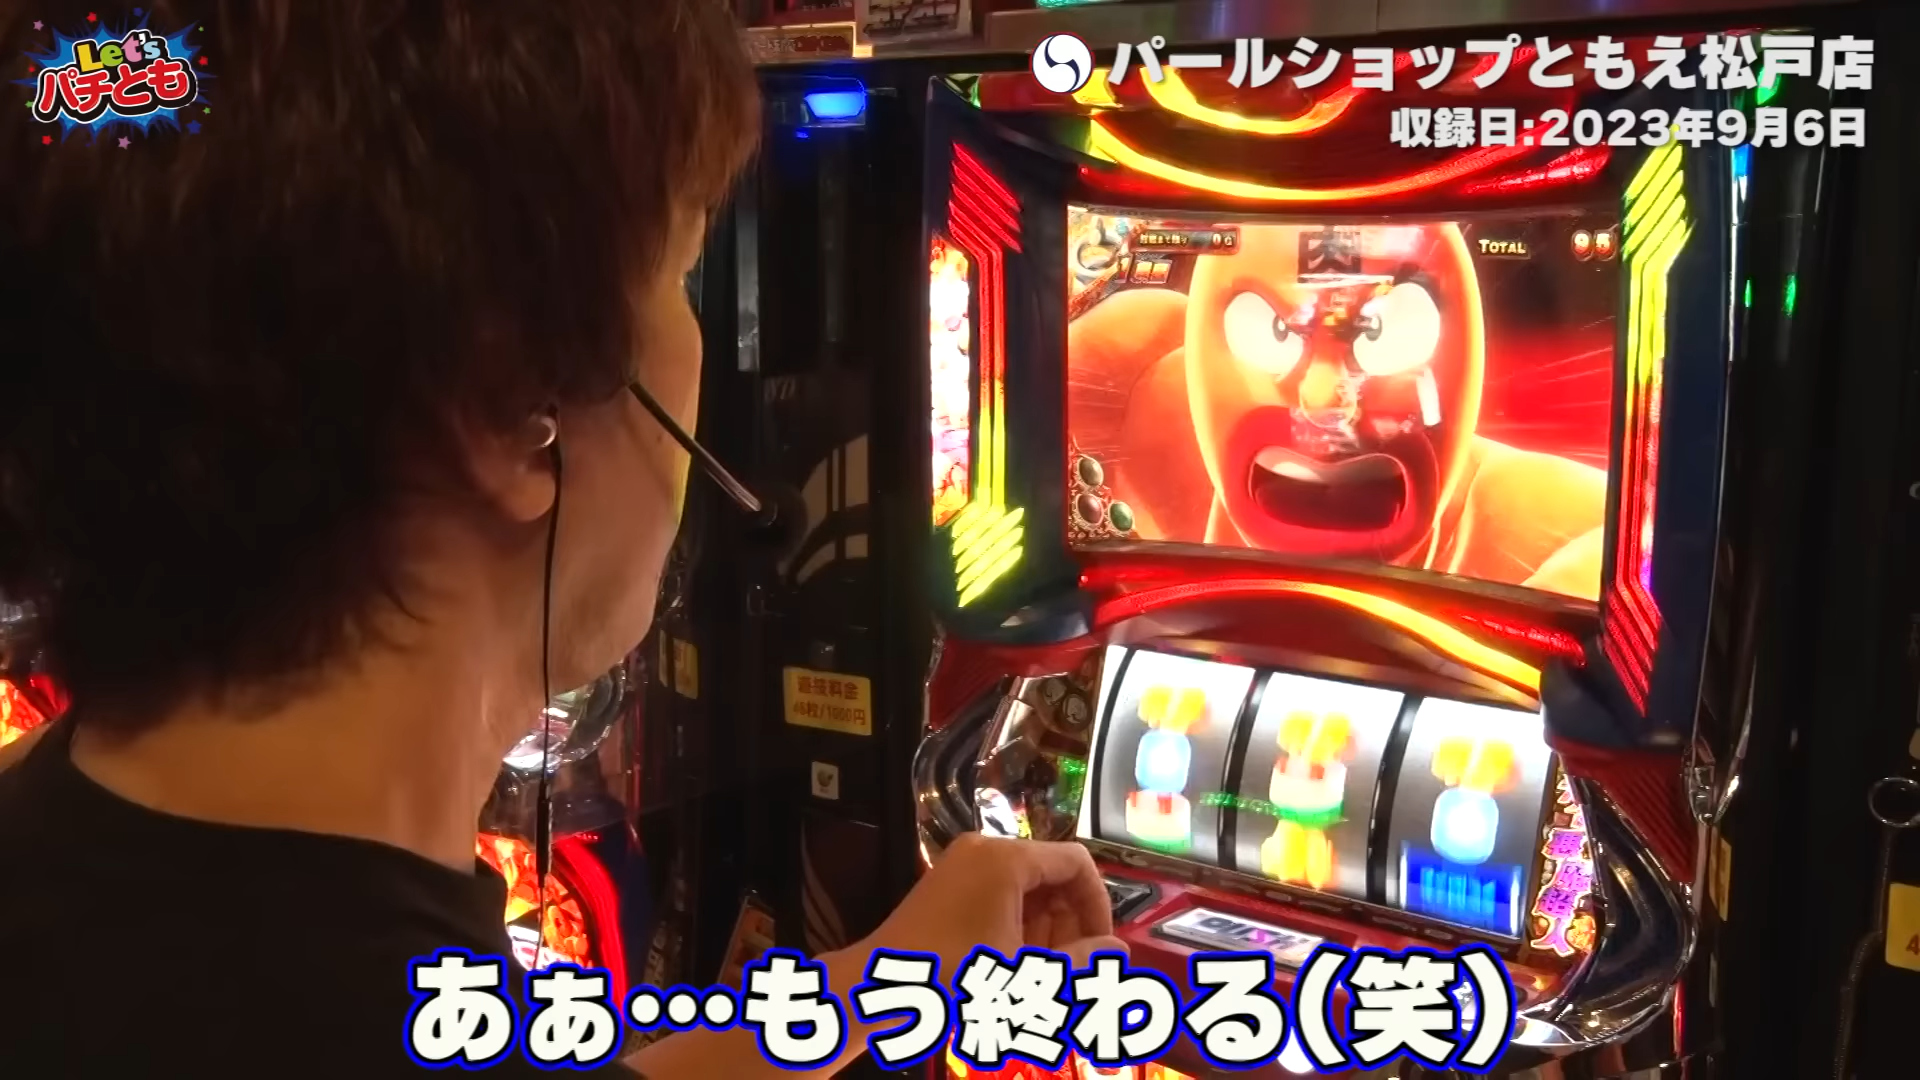 Let's
パチとも
パールショップともえ松戸店
収録日:2023年9月6日
肉
TOTAL 95
遊技料金
46枚/1000円
あぁ…もう終わる(笑)